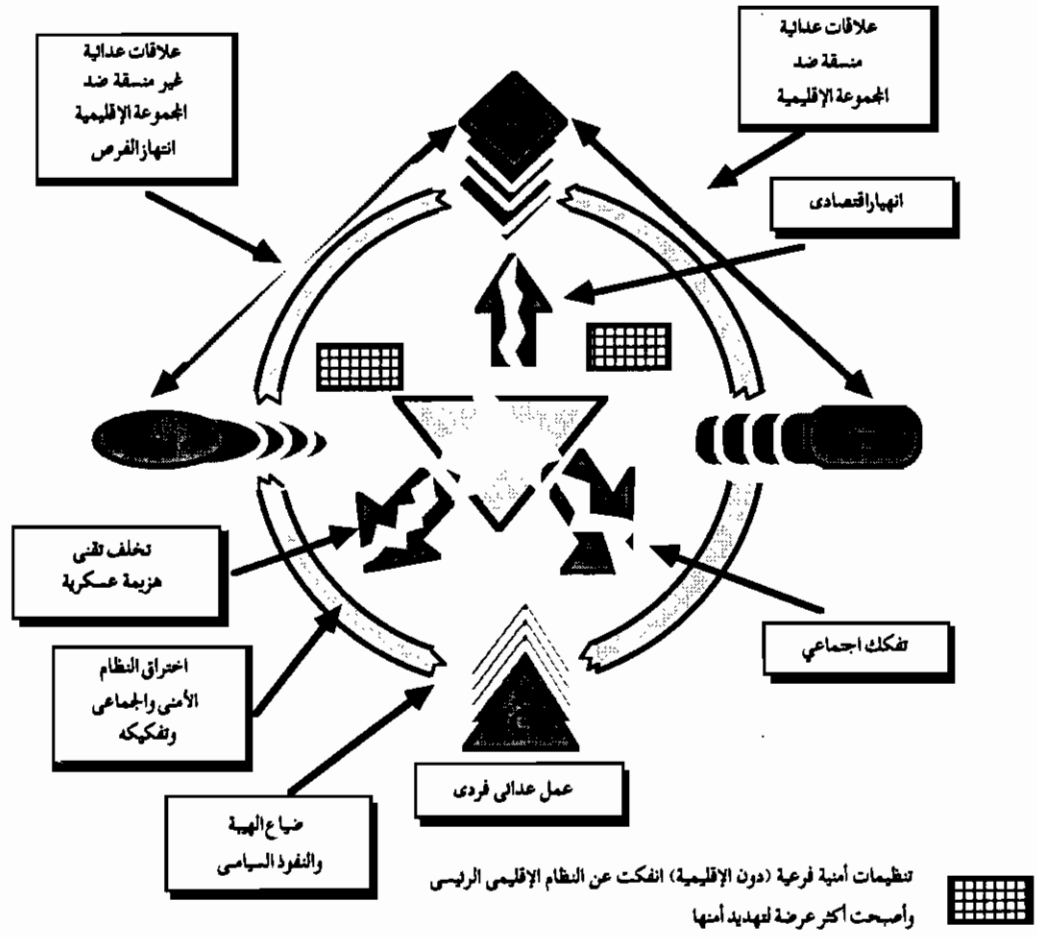 علاقات عدائية
منسقة ضد
المجموعة الإقليمية
علاقات عدائية
غير منسقة ضد
المجموعة الإقليمية
انتهاز الفرص
انهيار اقتصادى
تخلف تقنى
هزيمة عسكرية
تفكك اجتماعي
اختراق النظام
الأمنى والجماعى
وتفكيكه
عمل عدائى فردى
ضياع الهيبة
والنفوذ السياسى
تنظيمات أمنية فرعية (دون الإقليمية) انفكت عن النظام الإقليمى الرئيسى
وأصبحت أكثر عرضة لتهديد أمنها